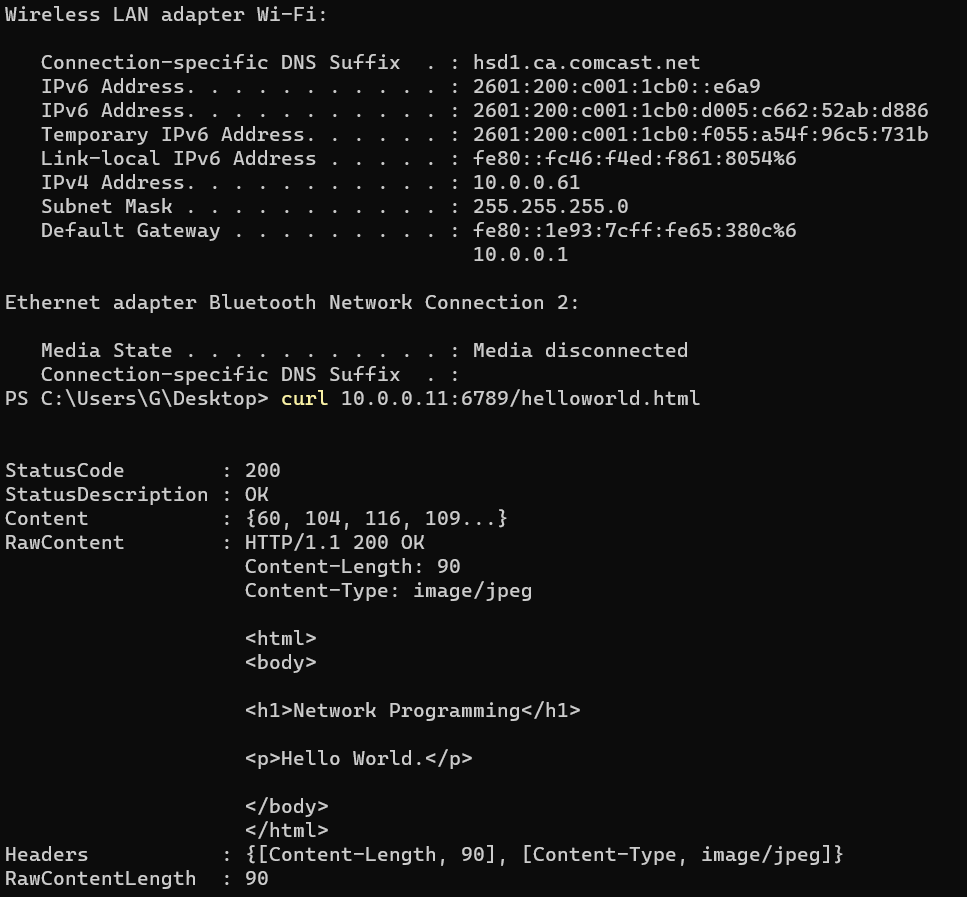 Wireless LAN adapter Wi-Fi:
   Connection-specific DNS Suffix  . : hsd1.ca.comcast.net
   IPv6 Address. . . . . . . . . . . : 2601:200:c001:1cb0::e6a9
   IPv6 Address. . . . . . . . . . . : 2601:200:c001:1cb0:d005:c662:52ab:d886
   Temporary IPv6 Address. . . . . . : 2601:200:c001:1cb0:f055:a54f:96c5:731b
   Link-local IPv6 Address . . . . . : fe80::fc46:f4ed:f861:8054%6
   IPv4 Address. . . . . . . . . . . : 10.0.0.61
   Subnet Mask . . . . . . . . . . . : 255.255.255.0
   Default Gateway . . . . . . . . . : fe80::1e93:7cff:fe65:380c%6
                                       10.0.0.1
Ethernet adapter Bluetooth Network Connection 2:
   Media State . . . . . . . . . . . : Media disconnected
   Connection-specific DNS Suffix  . :
PS C:\Users\G\Desktop> curl 10.0.0.11:6789/helloworld.html
StatusCode        : 200
StatusDescription : OK
Content           : {60, 104, 116, 109...}
RawContent        : HTTP/1.1 200 OK
                    Content-Length: 90
                    Content-Type: image/jpeg
                    <html>
                    <body>
                    <h1>Network Programming</h1>
                    <p>Hello World.</p>
                    </body>
                    </html>
Headers           : {[Content-Length, 90], [Content-Type, image/jpeg]}
RawContentLength  : 90